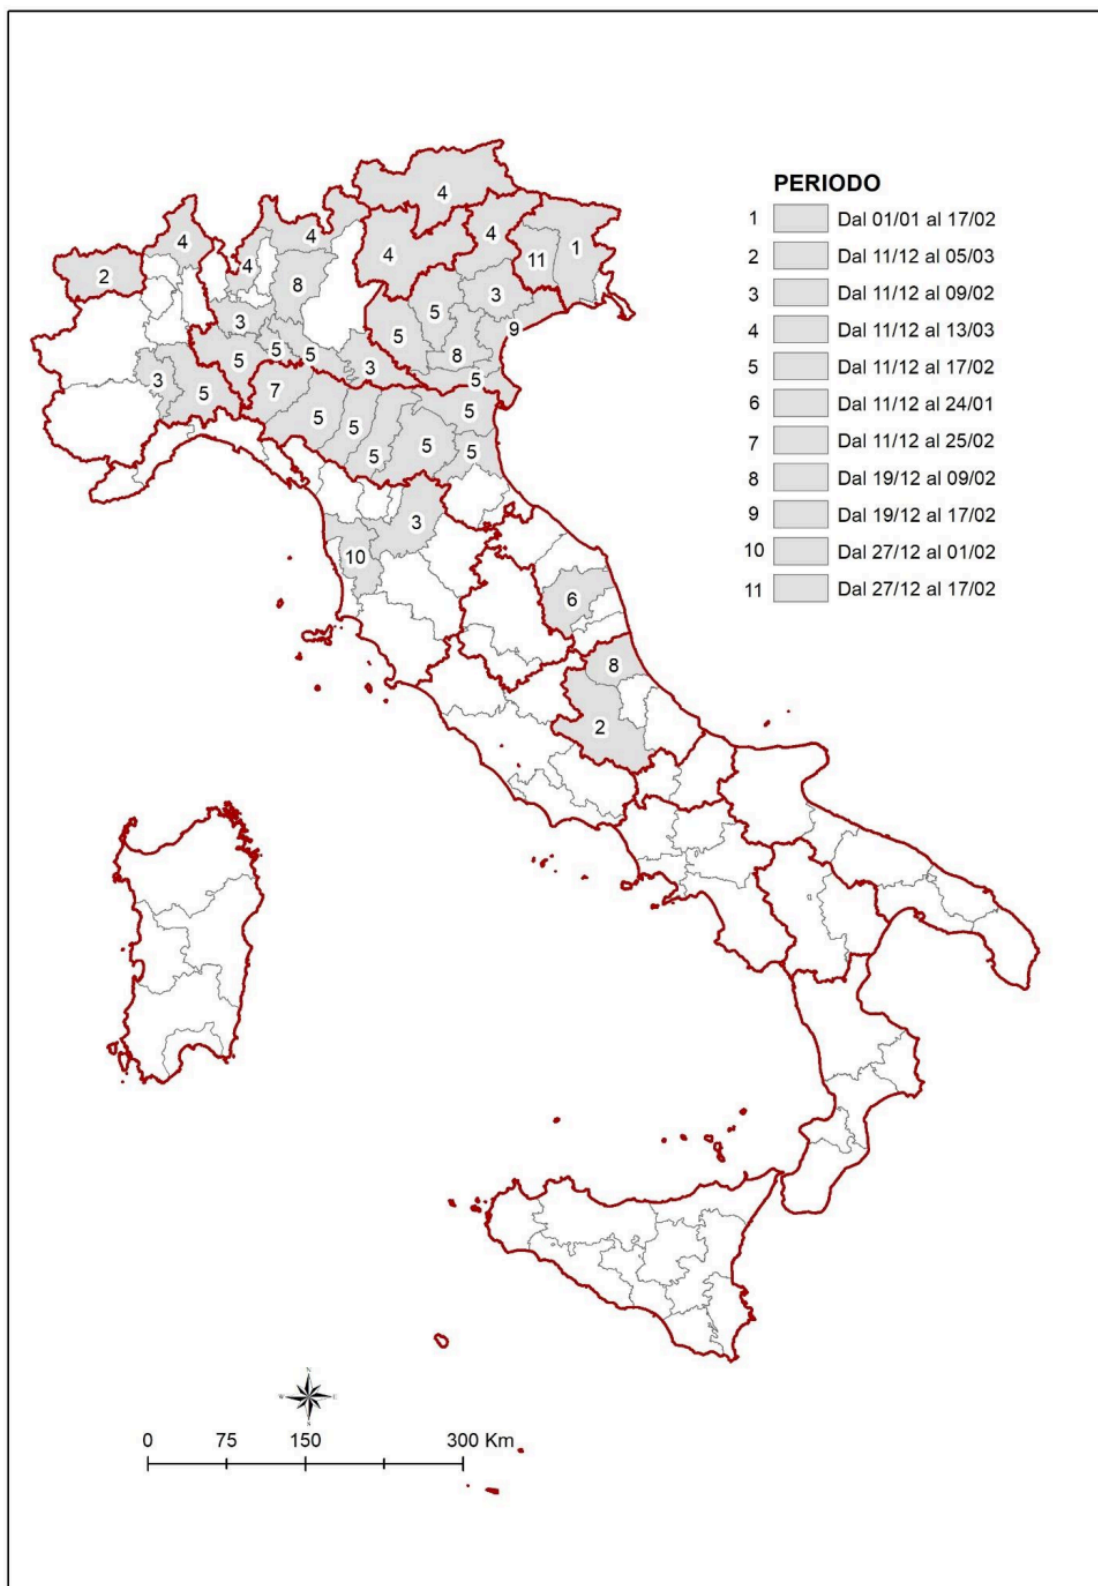 PERIODO
1 Dal 01/01 al 17/02
2 Dal 11/12 al 05/03
3 Dal 11/12 al 09/02
4 Dal 11/12 al 13/03
5 Dal 11/12 al 17/02
6 Dal 11/12 al 24/01
7 Dal 11/12 al 25/02
8 Dal 19/12 al 09/02
9 Dal 19/12 al 17/02
10 Dal 27/12 al 01/02
11 Dal 27/12 al 17/02
4
4
4
4
1
2
4
4
11
4
8
3
3
5
9
5
5
5
8
5
3
3
5
7
5
5
5
5
5
5
5
3
10
6
8
2
N
W
E
S
0 75 150 300 Km